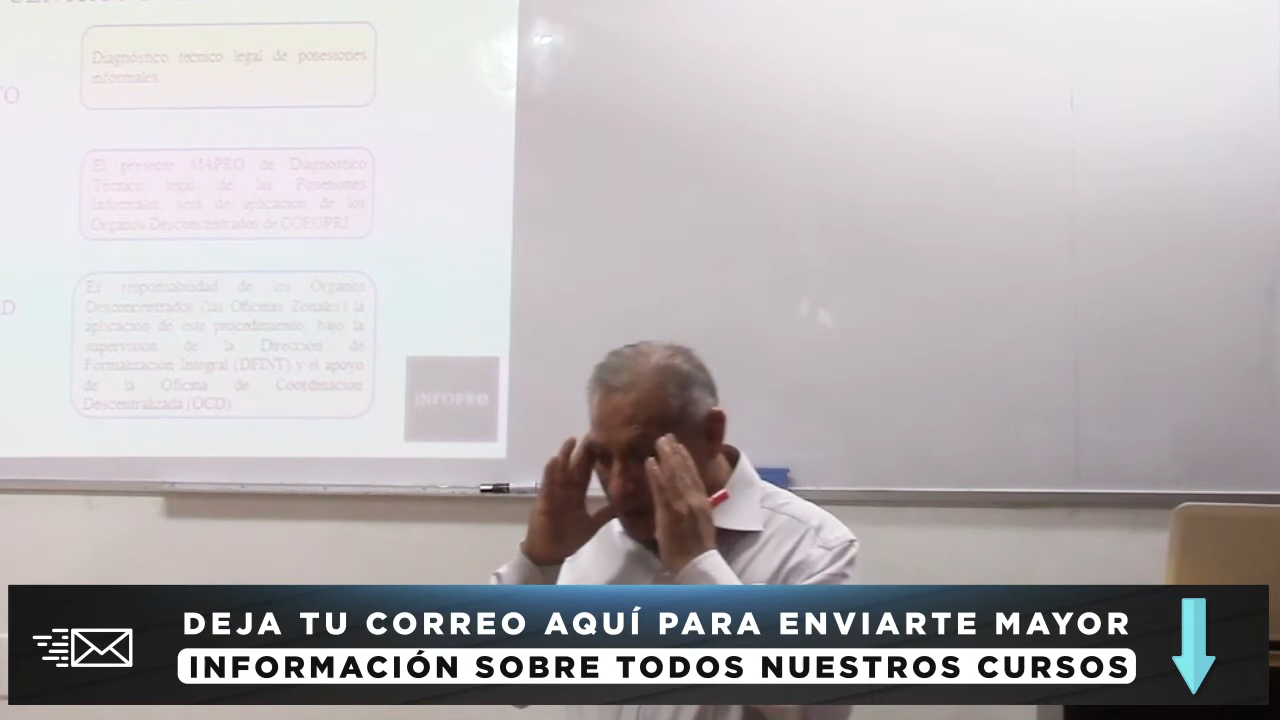 Diagnóstico técnico legal de posesiones
informales.
El presente MAPRO de Diagnostico
Técnico legal de las Posesiones
Informales, será de aplicación de los
Órganos Desconcentrados de COFOPRI.
Es responsabilidad de los Órganos
Desconcentrados (las Oficinas Zonales) la
aplicación de este procedimiento, bajo la
supervisión de la Dirección de
Formalización Integral (DFINT) y el apoyo
de la Oficina de Coordinación
Descentralizada (OCD)
INFOPRO
DEJA TU CORREO AQUÍ PARA ENVIARTE MAYOR
INFORMACIÓN SOBRE TODOS NUESTROS CURSOS